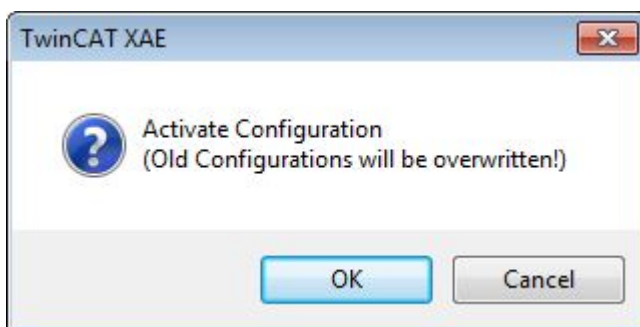 TwinCAT XAE
Activate Configuration
(Old Configurations will be overwritten!)
OK
Cancel